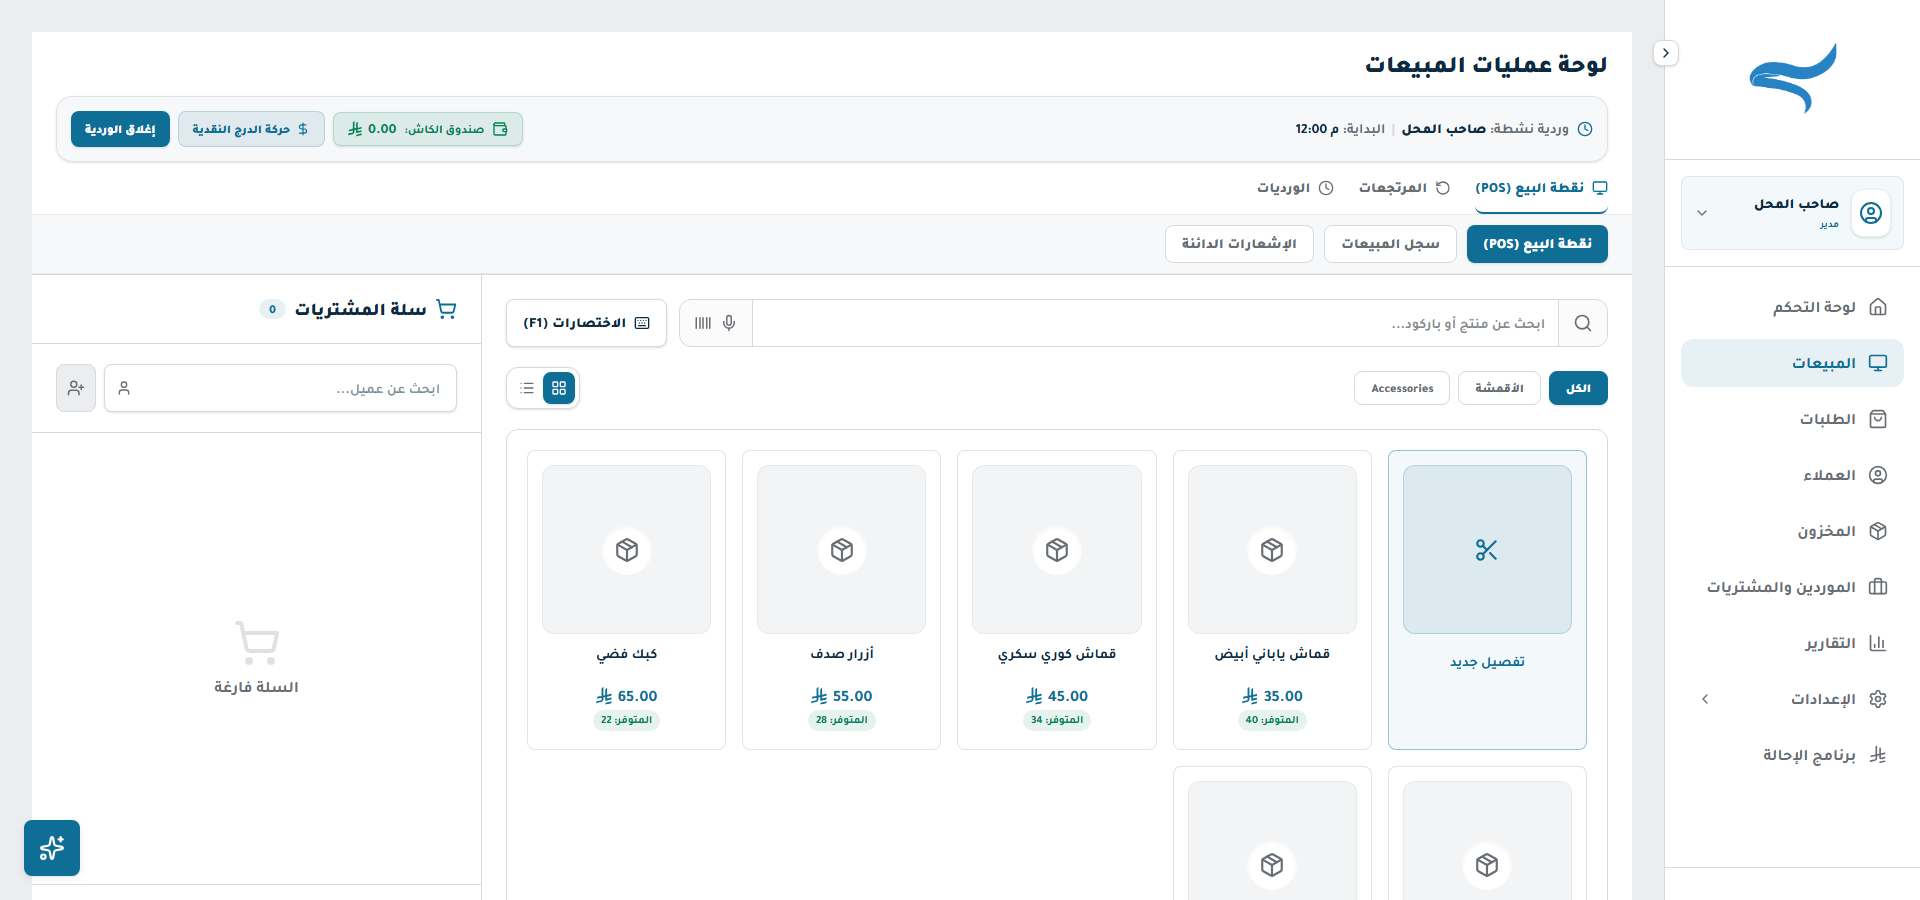 لوحة عمليات المبيعات
وردية نشطة: صاحب المحل | البداية: 12:00 م
صندوق الكاش: 0.00
حركة الدرج النقدية
إغلاق الوردية
نقطة البيع (POS)
المرتجعات
الورديات
نقطة البيع (POS)
سجل المبيعات
الإشعارات الدائنة
ابحث عن منتج أو باركود...
الاختصارات (F1)
الكل
الأقمشة
Accessories
تفصيل جديد
قماش ياباني أبيض
35.00
المتوفر: 40
قماش كوري سكري
45.00
المتوفر: 34
أزرار صدف
55.00
المتوفر: 28
كبك فضي
65.00
المتوفر: 22
سلة المشتريات 0
ابحث عن عميل...
السلة فارغة
صاحب المحل
مدير
لوحة التحكم
المبيعات
الطلبات
العملاء
المخزون
الموردين والمشتريات
التقارير
الإعدادات
برنامج الإحالة